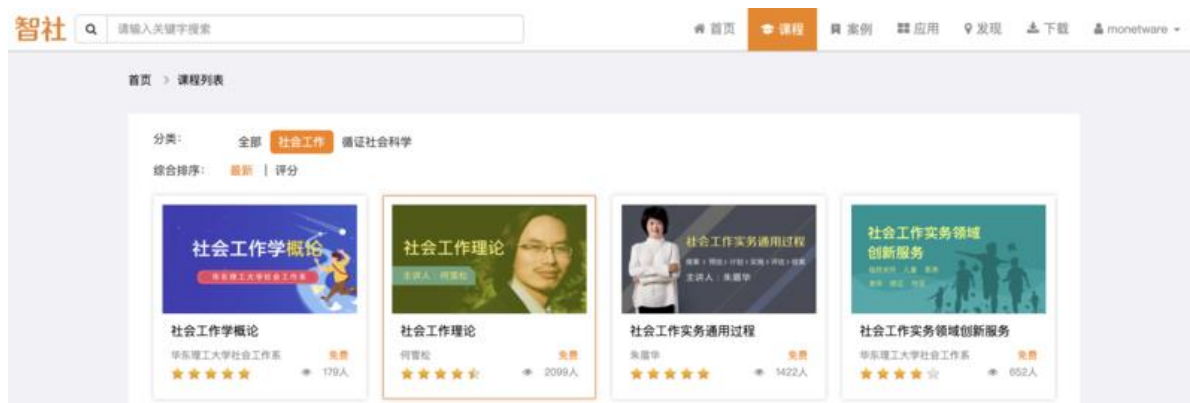 智社 请输入关键字搜索 首页 课程 案例 应用 发现 下载 monetware
首页 > 课程列表
分类: 全部 社会工作 循证社会科学
综合排序: 最新 | 评分
社会工作学概论
华东理工大学社会工作系
社会工作学概论
华东理工大学社会工作系 免费
179人
社会工作理论
主讲人:何雪松
社会工作理论
何雪松 免费
2099人
社会工作实务通用过程
主讲人:朱眉华
社会工作实务通用过程
朱眉华 免费
1422人
社会工作实务领域
创新服务
社会工作实务领域创新服务
华东理工大学社会工作系 免费
652人